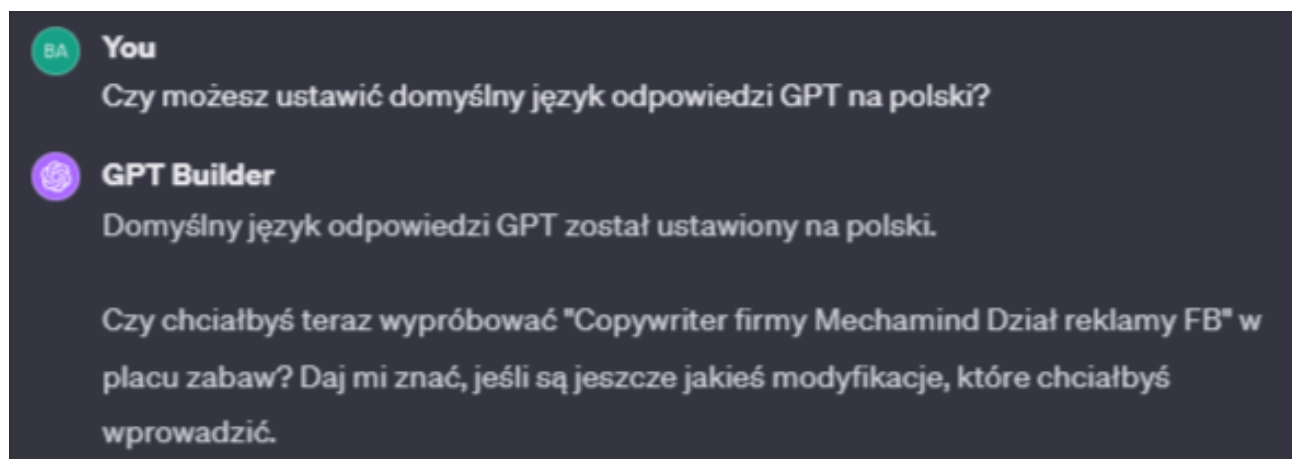 BA
You
Czy możesz ustawić domyślny język odpowiedzi GPT na polski?
GPT Builder
Domyślny język odpowiedzi GPT został ustawiony na polski.
Czy chciałbyś teraz wypróbować "Copywriter firmy Mechamind Dział reklamy FB" w
placu zabaw? Daj mi znać, jeśli są jeszcze jakieś modyfikacje, które chciałbyś
wprowadzić.